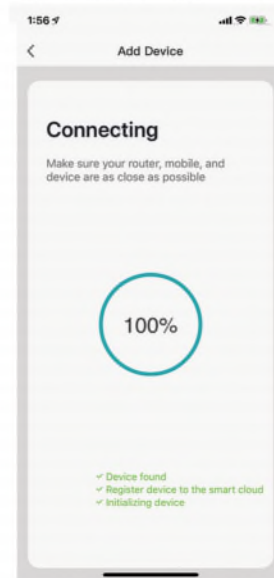 1:56
Add Device
Connecting
Make sure your router, mobile, and
device are as close as possible
100%
✓ Device found
✓ Register device to the smart cloud
✓ Initializing device